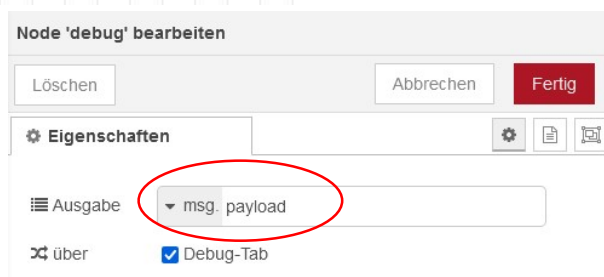 Node 'debug' bearbeiten
Löschen Abbrechen Fertig
Eigenschaften
Ausgabe msg. payload
über Debug-Tab